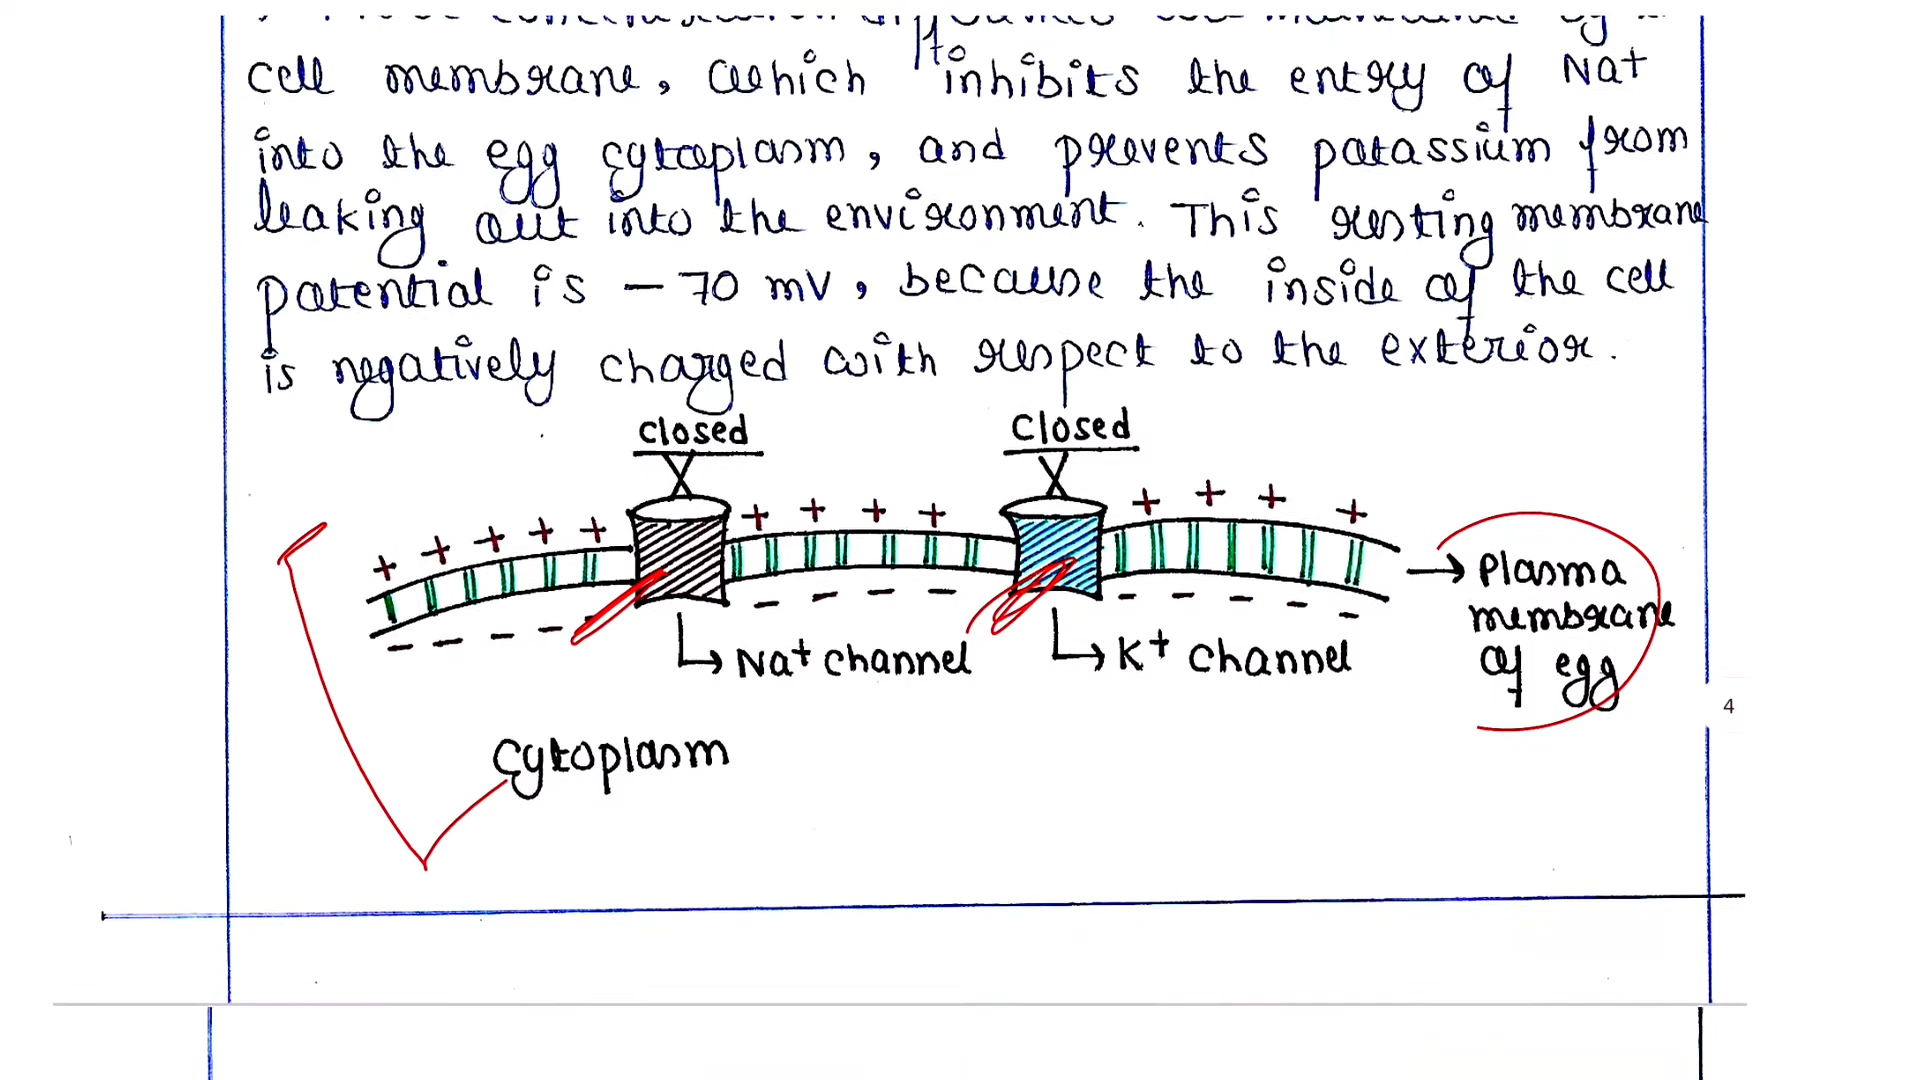 cell membrane, which inhibits the entry of Na+
into the egg cytoplasm, and prevents potassium from
leaking out into the environment. This resting membrane
potential is - 70 mV, because the inside of the cell
is negatively charged with respect to the exterior.
closed
closed
+ + + + + + + + + + + + +
→ Plasma
membrane
of egg
Na+ channel
K+ channel
4
Cytoplasm